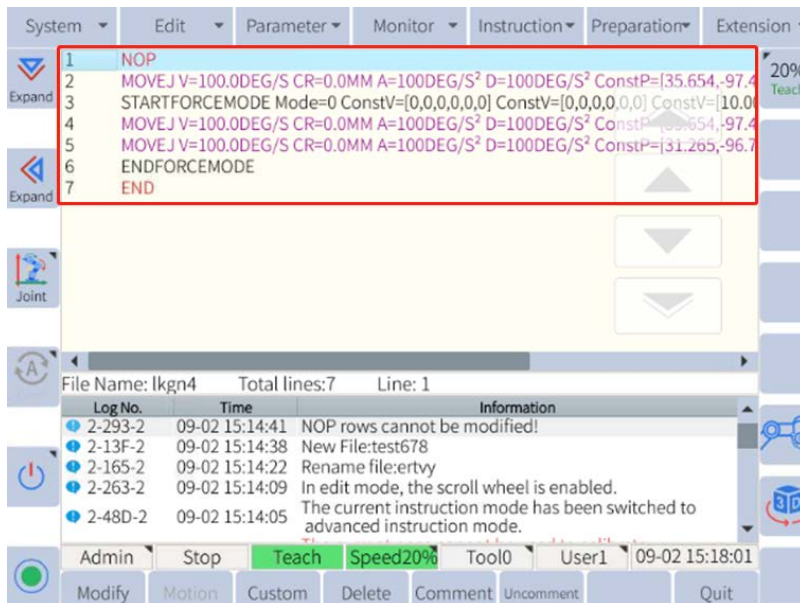 System Edit Parameter Monitor Instruction Preparation Extension
Expand
Expand
Joint
A
20%
Teach
1 NOP
2 MOVEJ V=100.0DEG/S CR=0.0MM A=100DEG/S² D=100DEG/S² ConstP=[35.654,-97.4
3 STARTFORCEMODE Mode=0 ConstV=[0,0,0,0,0,0] ConstV=[0,0,0,0,0,0] ConstV=[10.00
4 MOVEJ V=100.0DEG/S CR=0.0MM A=100DEG/S² D=100DEG/S² ConstP=[35.654,-97.4
5 MOVEJ V=100.0DEG/S CR=0.0MM A=100DEG/S² D=100DEG/S² ConstP=[31.265,-96.7
6 ENDFORCEMODE
7 END
File Name: lkgn4 Total lines:7 Line: 1
Log No. Time Information
2-293-2 09-02 15:14:41 NOP rows cannot be modified!
2-13F-2 09-02 15:14:38 New File:test678
2-165-2 09-02 15:14:22 Rename file:ertvy
2-263-2 09-02 15:14:09 In edit mode, the scroll wheel is enabled.
2-48D-2 09-02 15:14:05 The current instruction mode has been switched to
advanced instruction mode.
3D
Admin Stop Teach Speed20% Tool0 User1 09-02 15:18:01
Modify Motion Custom Delete Comment Uncomment Quit